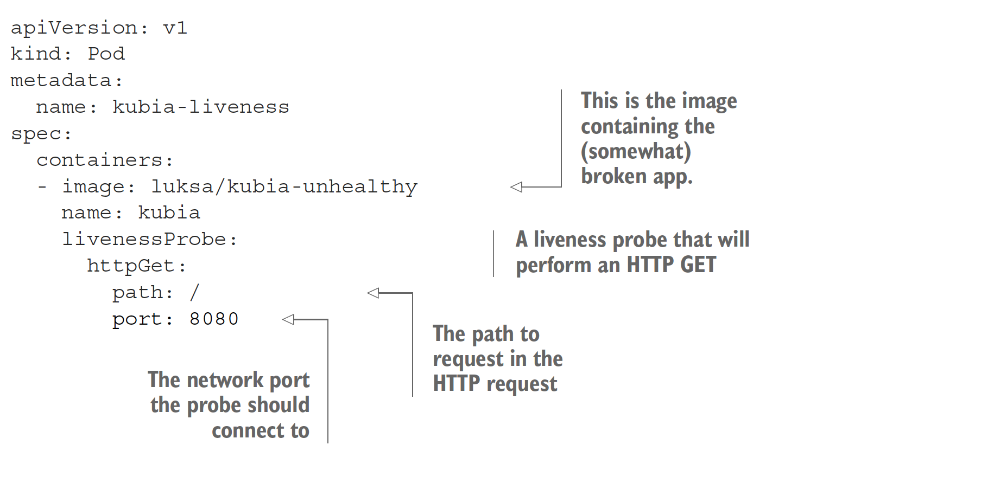 apiVersion: v1
kind: Pod
metadata:
  name: kubia-liveness
spec:
  containers:
  - image: luksa/kubia-unhealthy
    name: kubia
    livenessProbe:
      httpGet:
        path: /
        port: 8080
This is the image
containing the
(somewhat)
broken app.
A liveness probe that will
perform an HTTP GET
The path to
request in the
HTTP request
The network port
the probe should
connect to